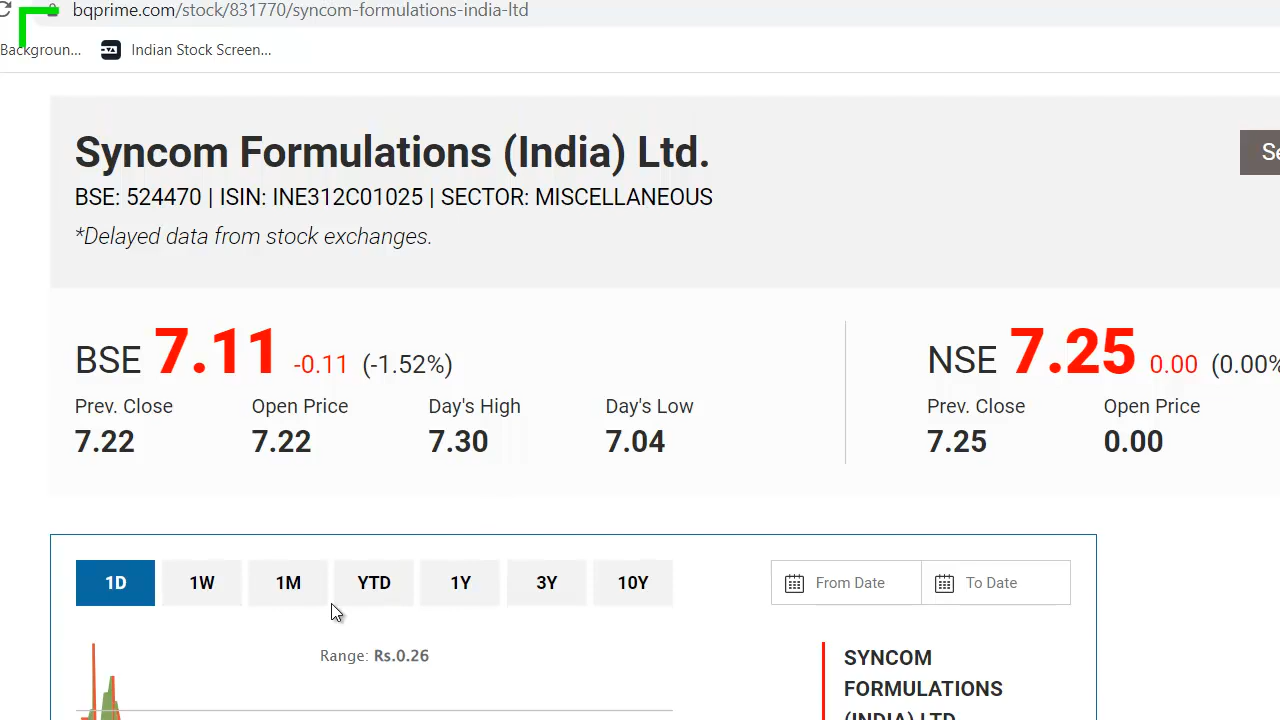 bqprime.com/stock/831770/syncom-formulations-india-ltd
Backgroun... Indian Stock Screen...
Syncom Formulations (India) Ltd.
Se
BSE: 524470 | ISIN: INE312C01025 | SECTOR: MISCELLANEOUS
*Delayed data from stock exchanges.
BSE 7.11 -0.11 (-1.52%)
Prev. Close Open Price Day's High Day's Low
7.22 7.22 7.30 7.04
NSE 7.25 0.00 (0.00%
Prev. Close Open Price
7.25 0.00
1D 1W 1M YTD 1Y 3Y 10Y
From Date To Date
Range: Rs.0.26
SYNCOM
FORMULATIONS
(INDIA) LTD